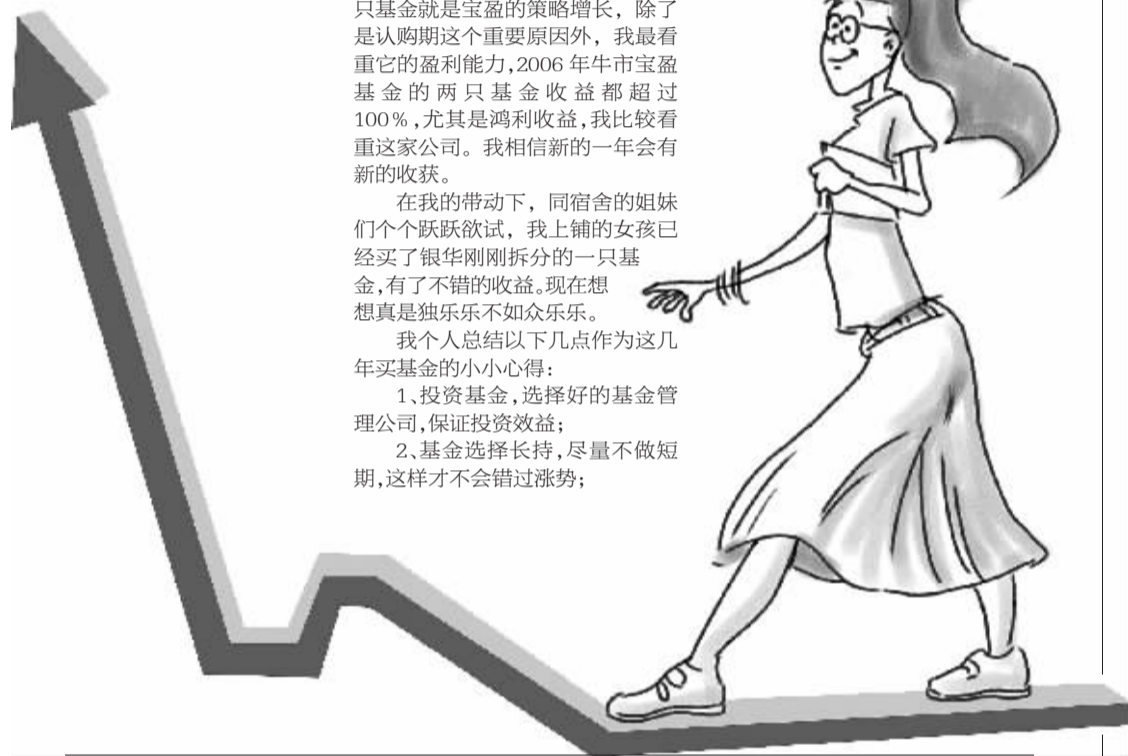 只基金就是宝盈的策略增长，除了
是认购期这个重要原因外，我最看
重它的盈利能力,2006 年牛市宝盈
基金的两只基金收益都超过
100%,尤其是鸿利收益,我比较看
重这家公司。我相信新的一年会有
新的收获。
在我的带动下，同宿舍的姐妹
们个个跃跃欲试，我上铺的女孩已
经买了银华刚刚拆分的一只基
金,有了不错的收益。现在想
想真是独乐乐不如众乐乐。
我个人总结以下几点作为这几
年买基金的小小心得：
1、投资基金,选择好的基金管
理公司,保证投资效益；
2、基金选择长持,尽量不做短
期,这样才不会错过涨势；